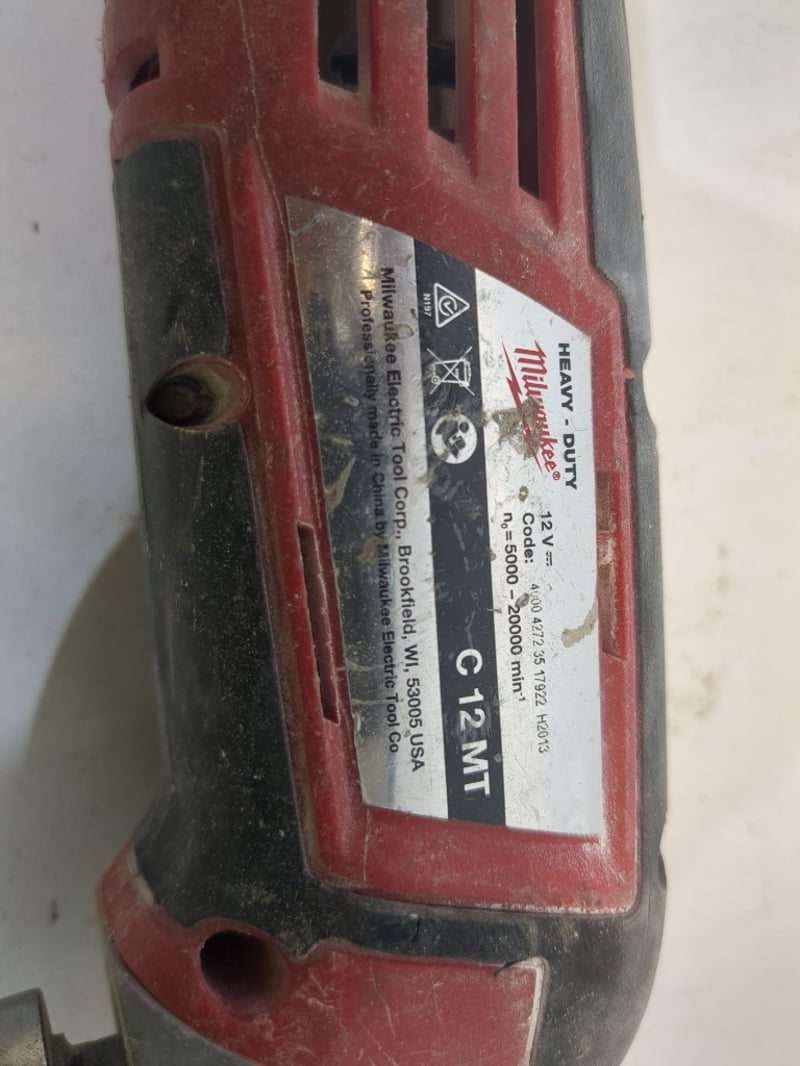 HEAVY - DUTY
Milwaukee®
12 V
Code: 4000 4272 35 17922 H2013
n₀ = 5000 – 20000 min⁻¹
C 12 MT
N197
Milwaukee Electric Tool Corp., Brookfield, WI, 53005 USA
Professionally made in China by Milwaukee Electric Tool Co